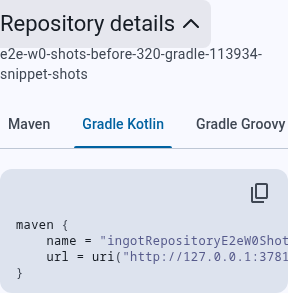 Repository details
e2e-w0-shots-before-320-gradle-113934-
snippet-shots
Maven Gradle Kotlin Gradle Groovy
maven {
    name = "ingotRepositoryE2eW0Shot
    url = uri("http://127.0.0.1:3781
}